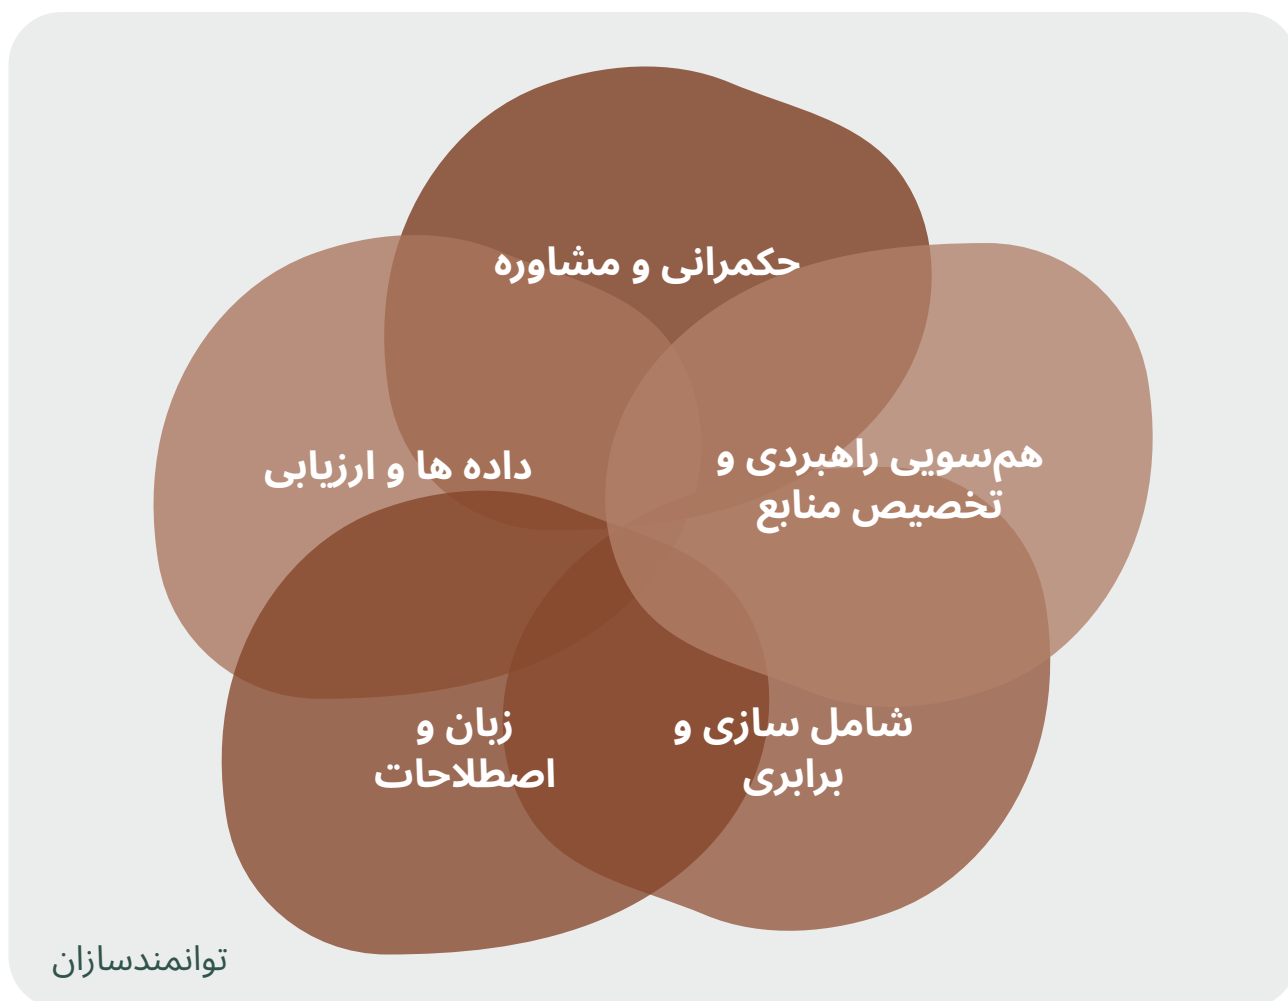 حکمرانی و مشاوره
هم‌سویی راهبردی و
تخصیص منابع
داده ها و ارزیابی
شامل سازی و
برابری
زبان و
اصطلاحات
توانمندسازان